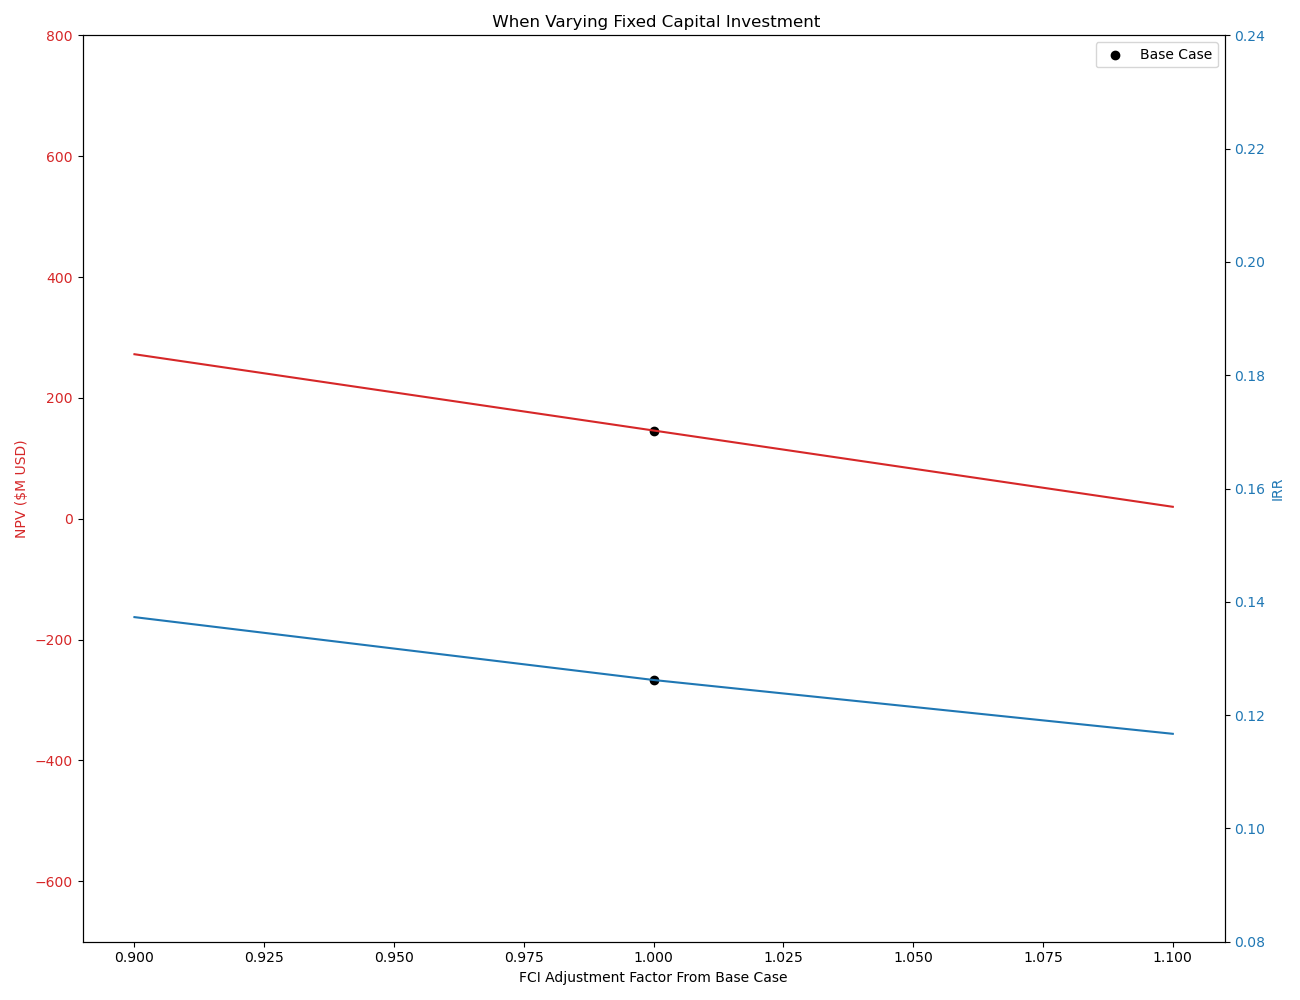 When Varying Fixed Capital Investment
Base Case
NPV ($M USD)
800
600
400
200
0
−200
−400
−600
0.24
0.22
0.20
0.18
0.16
0.14
0.12
0.10
0.08
IRR
0.900 0.925 0.950 0.975 1.000 1.025 1.050 1.075 1.100
FCI Adjustment Factor From Base Case